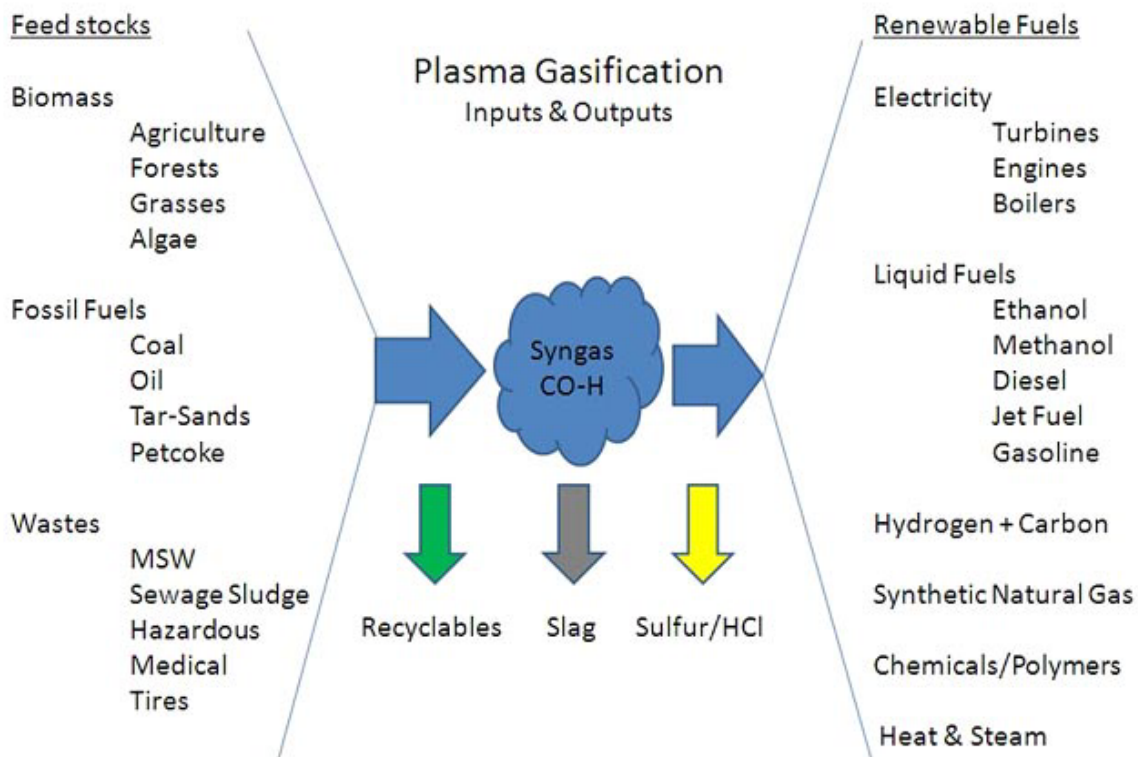 Feed stocks
Biomass
Agriculture
Forests
Grasses
Algae
Fossil Fuels
Coal
Oil
Tar-Sands
Petcoke
Wastes
MSW
Sewage Sludge
Hazardous
Medical
Tires
Plasma Gasification
Inputs & Outputs
Syngas
CO-H
Recyclables
Slag
Sulfur/HCl
Renewable Fuels
Electricity
Turbines
Engines
Boilers
Liquid Fuels
Ethanol
Methanol
Diesel
Jet Fuel
Gasoline
Hydrogen + Carbon
Synthetic Natural Gas
Chemicals/Polymers
Heat & Steam